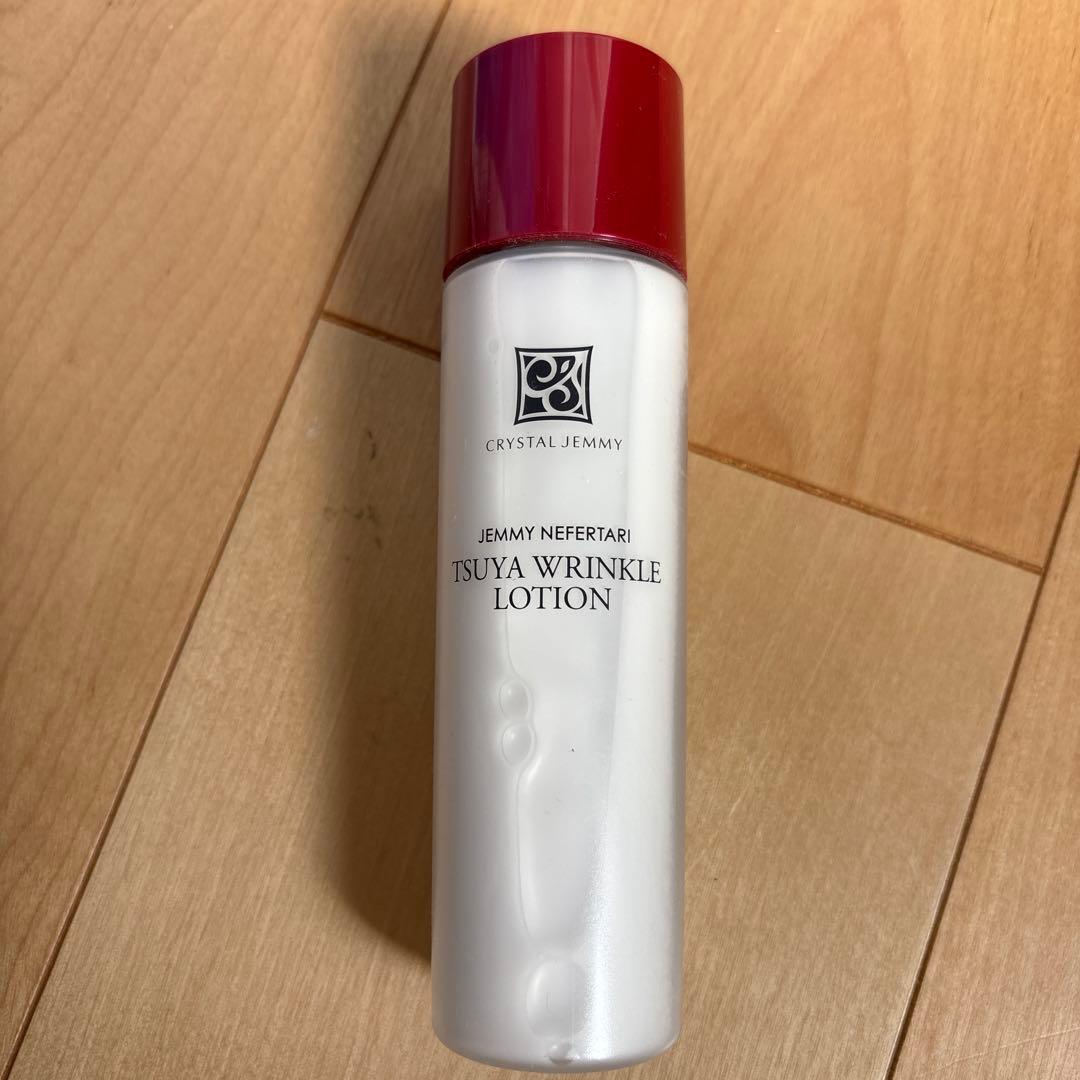 CRYSTAL JEMMY
JEMMY NEFERTARI
TSUYA WRINKLE
LOTION